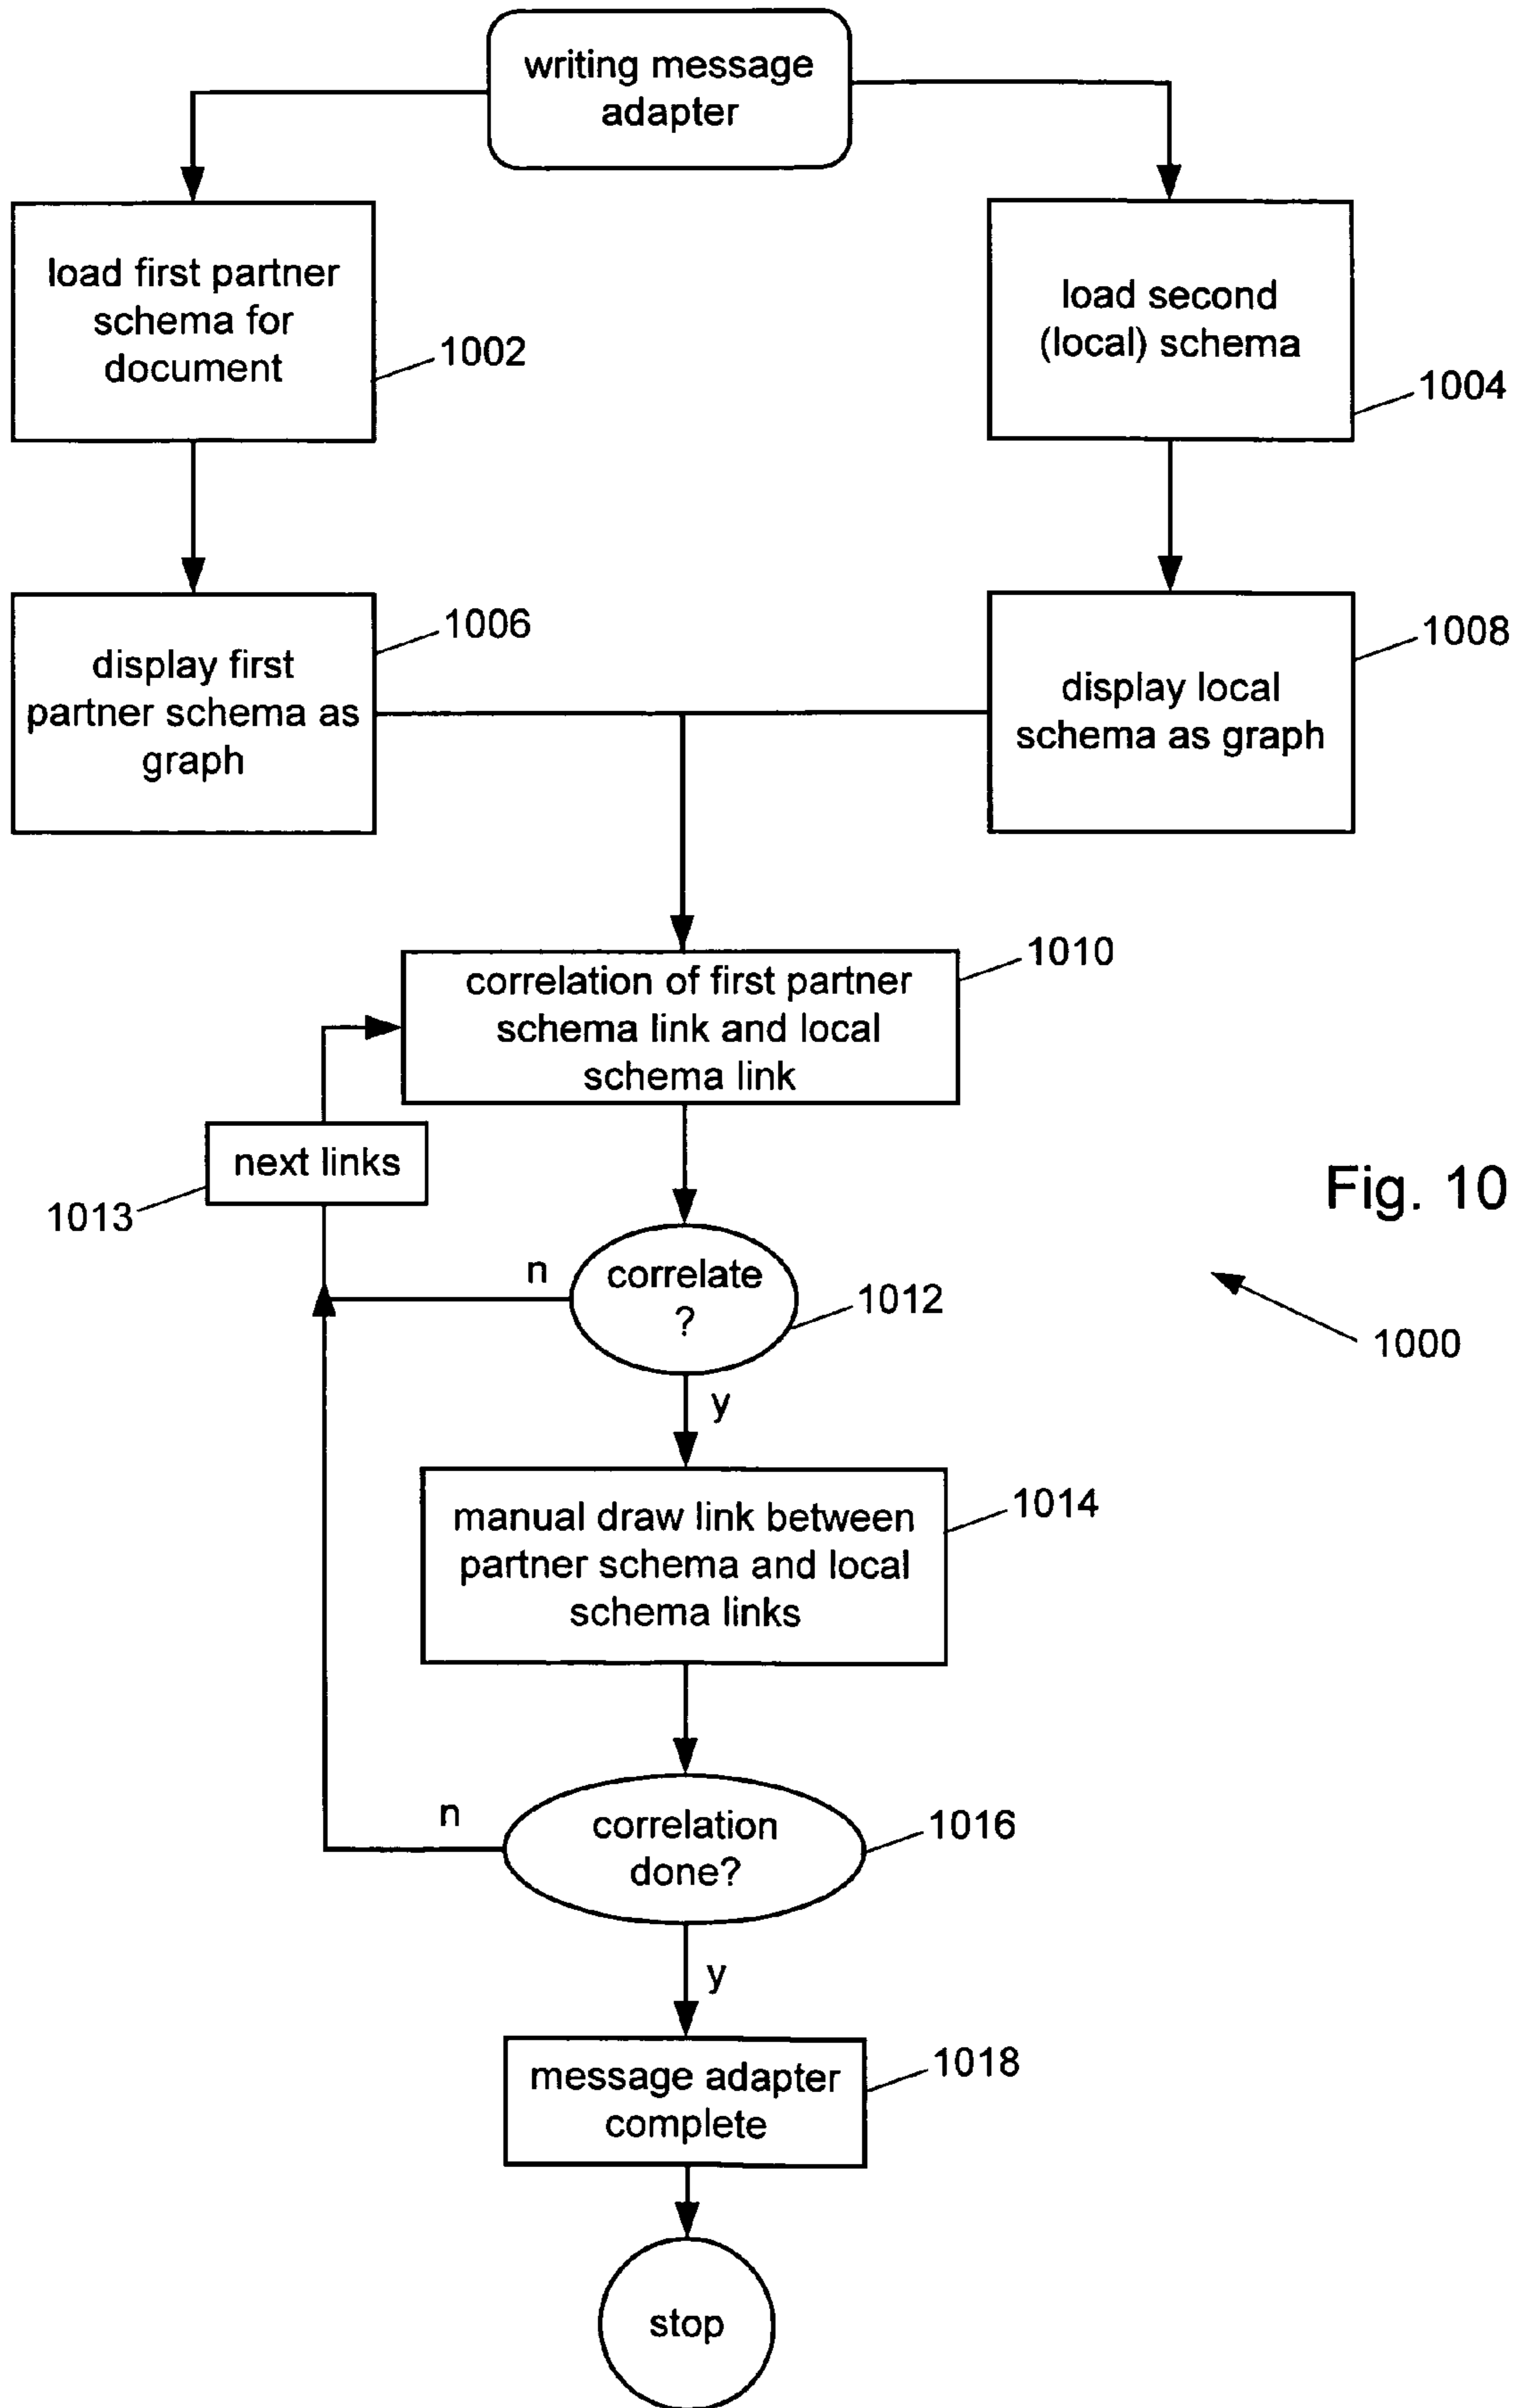 writing message
adapter
load first partner
schema for
document
1002
load second
(local) schema
1004
display first
partner schema as
graph
1006
display local
schema as graph
1008
correlation of first partner
schema link and local
schema link
1010
next links
1013
Fig. 10
correlate
?
n
1012
1000
y
manual draw link between
partner schema and local
schema links
1014
n
correlation
done?
1016
y
message adapter
complete
1018
stop